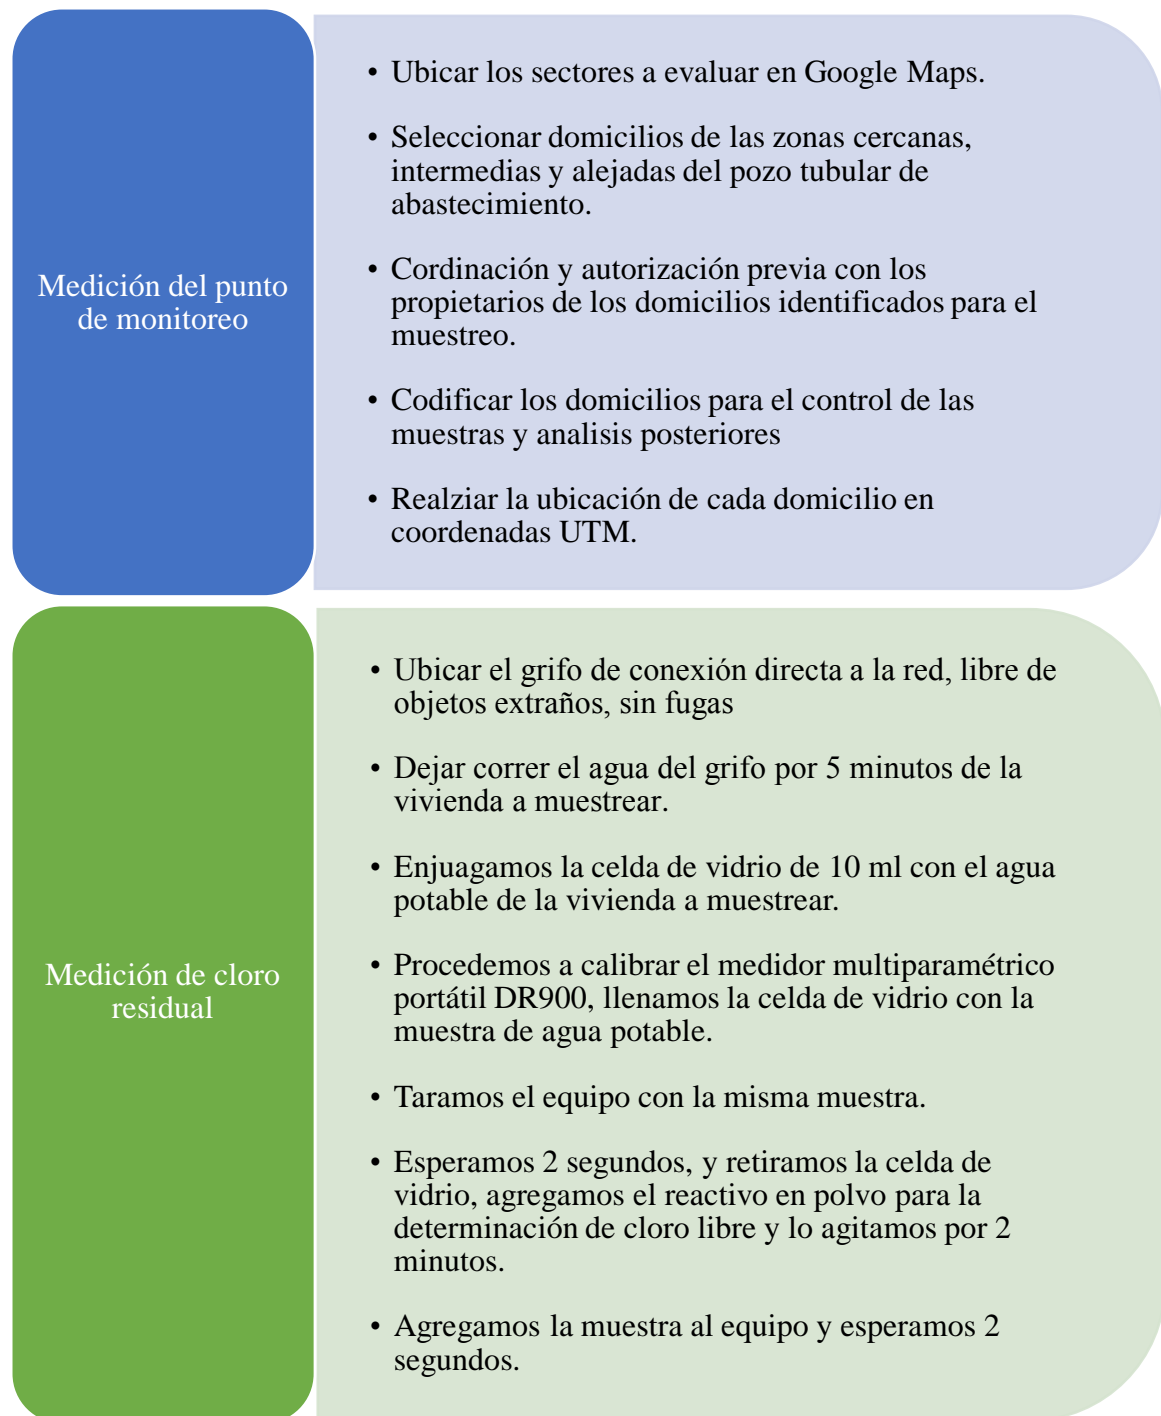 Medición del punto
de monitoreo
• Ubicar los sectores a evaluar en Google Maps.
• Seleccionar domicilios de las zonas cercanas,
intermedias y alejadas del pozo tubular de
abastecimiento.
• Cordinación y autorización previa con los
propietarios de los domicilios identificados para el
muestreo.
• Codificar los domicilios para el control de las
muestras y analisis posteriores
• Realziar la ubicación de cada domicilio en
coordenadas UTM.
Medición de cloro
residual
• Ubicar el grifo de conexión directa a la red, libre de
objetos extraños, sin fugas
• Dejar correr el agua del grifo por 5 minutos de la
vivienda a muestrear.
• Enjuagamos la celda de vidrio de 10 ml con el agua
potable de la vivienda a muestrear.
• Procedemos a calibrar el medidor multiparamétrico
portátil DR900, llenamos la celda de vidrio con la
muestra de agua potable.
• Taramos el equipo con la misma muestra.
• Esperamos 2 segundos, y retiramos la celda de
vidrio, agregamos el reactivo en polvo para la
determinación de cloro libre y lo agitamos por 2
minutos.
• Agregamos la muestra al equipo y esperamos 2
segundos.